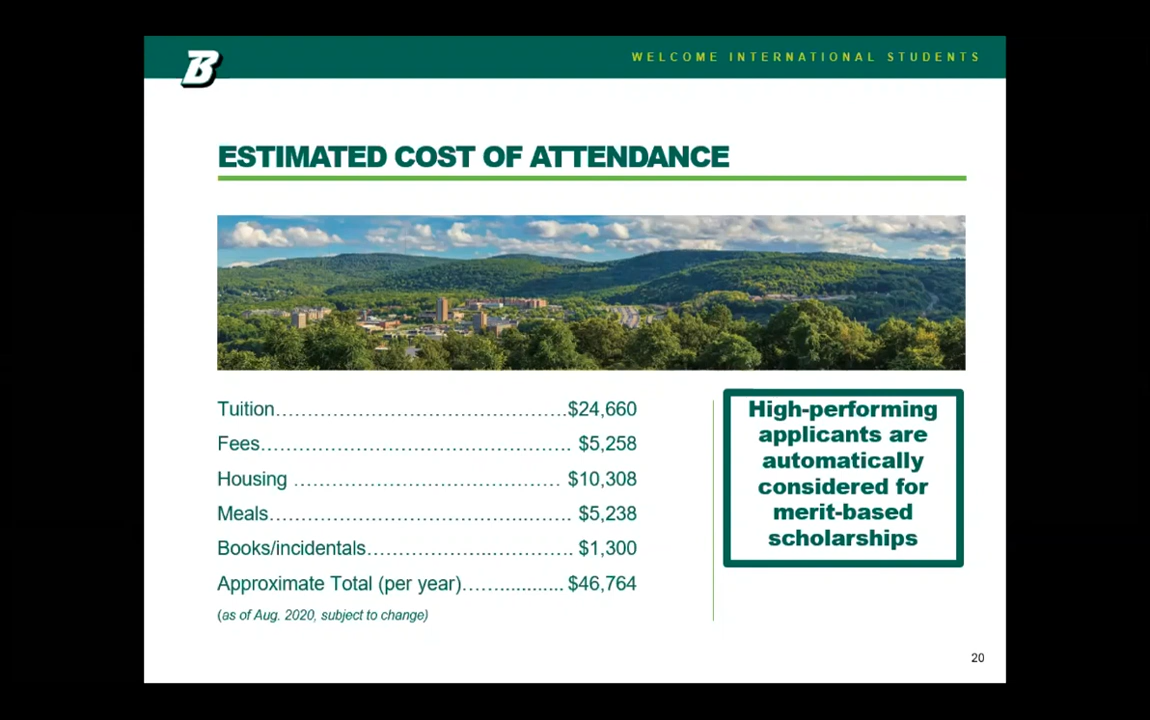 B
WELCOME INTERNATIONAL STUDENTS
ESTIMATED COST OF ATTENDANCE
Tuition……………………………………….$24,660
Fees…………………………………………. $5,258
Housing …………………………………… $10,308
Meals…………………………………..……. $5,238
Books/incidentals………………..…………. $1,300
Approximate Total (per year)……............ $46,764
(as of Aug. 2020, subject to change)
High-performing
applicants are
automatically
considered for
merit-based
scholarships
20